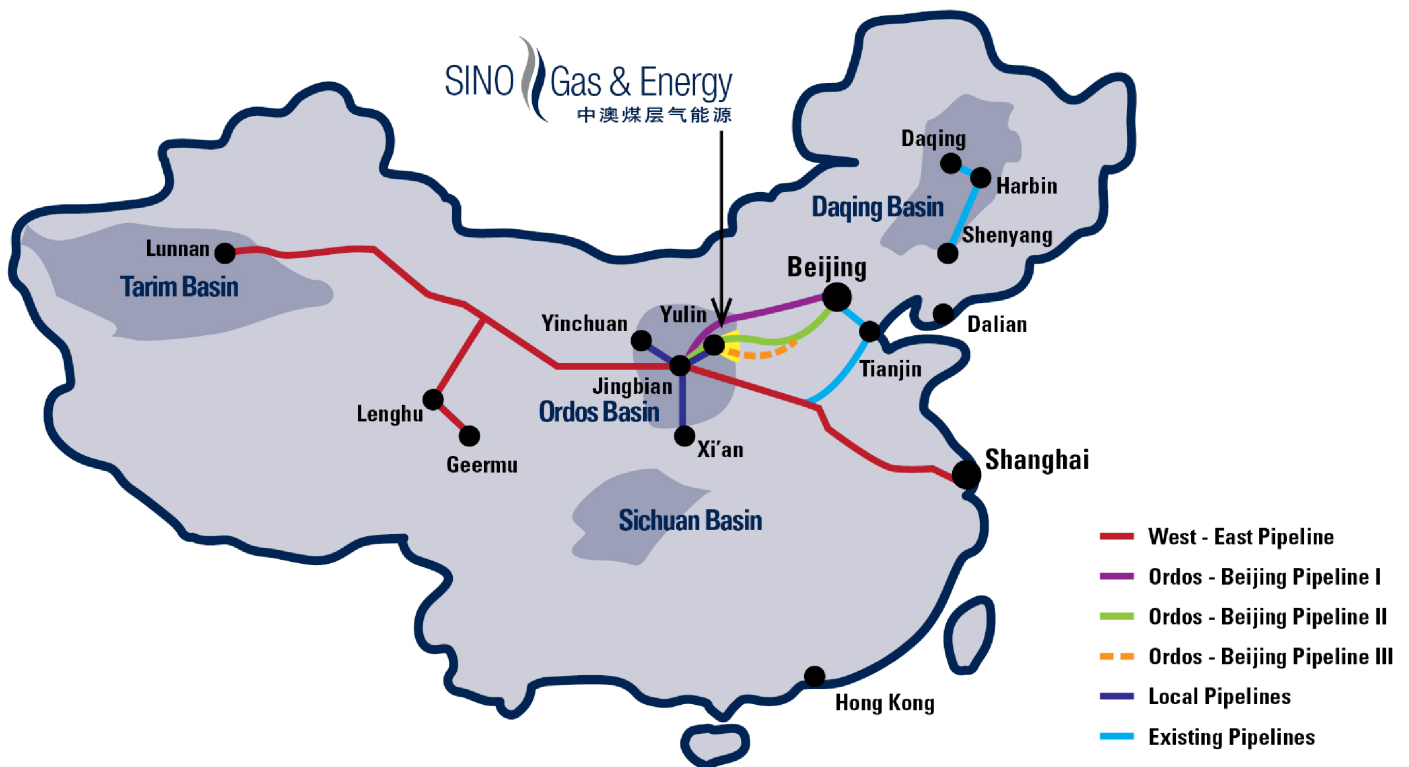 SINO Gas & Energy
中澳煤层气能源
Daqing
Harbin
Daqing Basin
Shenyang
Lunnan
Tarim Basin
Beijing
Yulin
Yinchuan
Dalian
Tianjin
Jingbian
Lenghu
Ordos Basin
Xi'an
Geermu
Shanghai
Sichuan Basin
West - East Pipeline
Ordos - Beijing Pipeline I
Ordos - Beijing Pipeline II
Ordos - Beijing Pipeline III
Local Pipelines
Existing Pipelines
Hong Kong